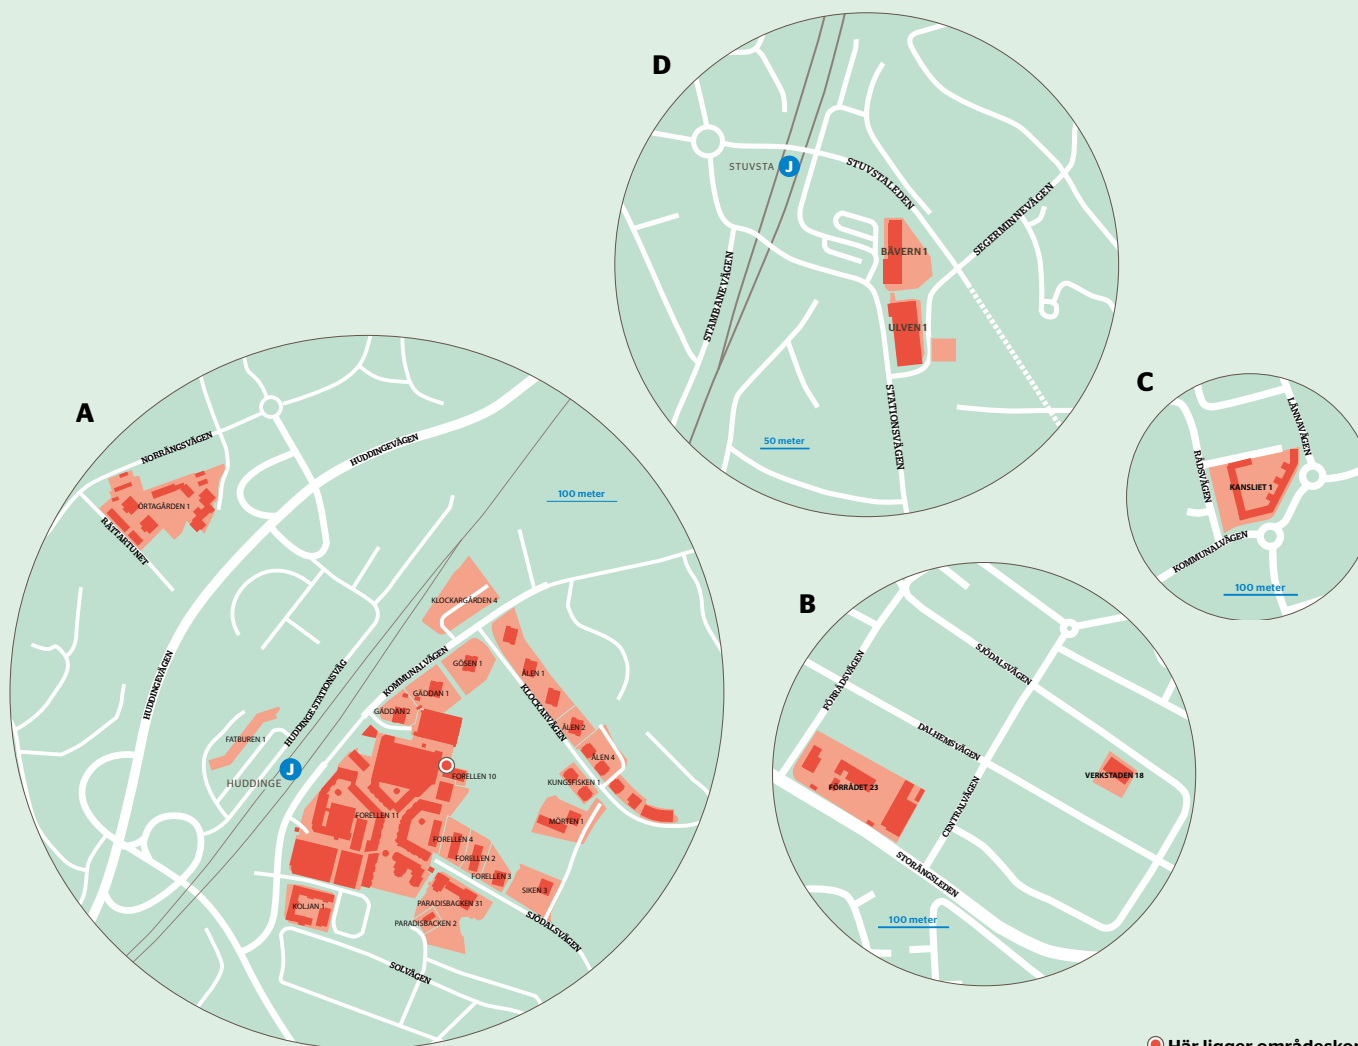 D
STUVSTA
J
STUVSTALEDEN
SEGERMINNEVÄGEN
BÄVERN 1
STAMBANEVÄGEN
ULVEN 1
STATIONSVÄGEN
50 meter
C
LÄNNAVÄGEN
RÅDSVÄGEN
KANSLIET 1
KOMMUNALVÄGEN
100 meter
A
NORRÄNGSVÄGEN
HUDDINGEVÄGEN
100 meter
ÖRTAGÅRDEN 1
RÄTTARTUNET
KLOCKARGÅRDEN 4
KOMMUNALVÄGEN
GÖSEN 1
ÅLEN 1
HUDDINGEVÄGEN
HUDDINGE STATIONSVÄG
GÄDDAN 1
KLOCKARVÄGEN
GÄDDAN 2
ÅLEN 2
FATBUREN 1
ÅLEN 4
HUDDINGE
J
FORELLEN 10
KUNGSFISKEN 1
FORELLEN 11
MÖRTEN 1
FORELLEN 4
FORELLEN 2
FORELLEN 3
SIKEN 3
KOLJAN 1
PARADISBACKEN 31
PARADISBACKEN 2
SJÖDALSVÄGEN
SOLVÄGEN
B
FÖRRÅDSVÄGEN
SJÖDALSVÄGEN
DALHEMSVÄGEN
VERKSTADEN 18
FÖRRÅDET 23
CENTRALVÄGEN
STORÄNGSLEDEN
100 meter
Här ligger områdeskon